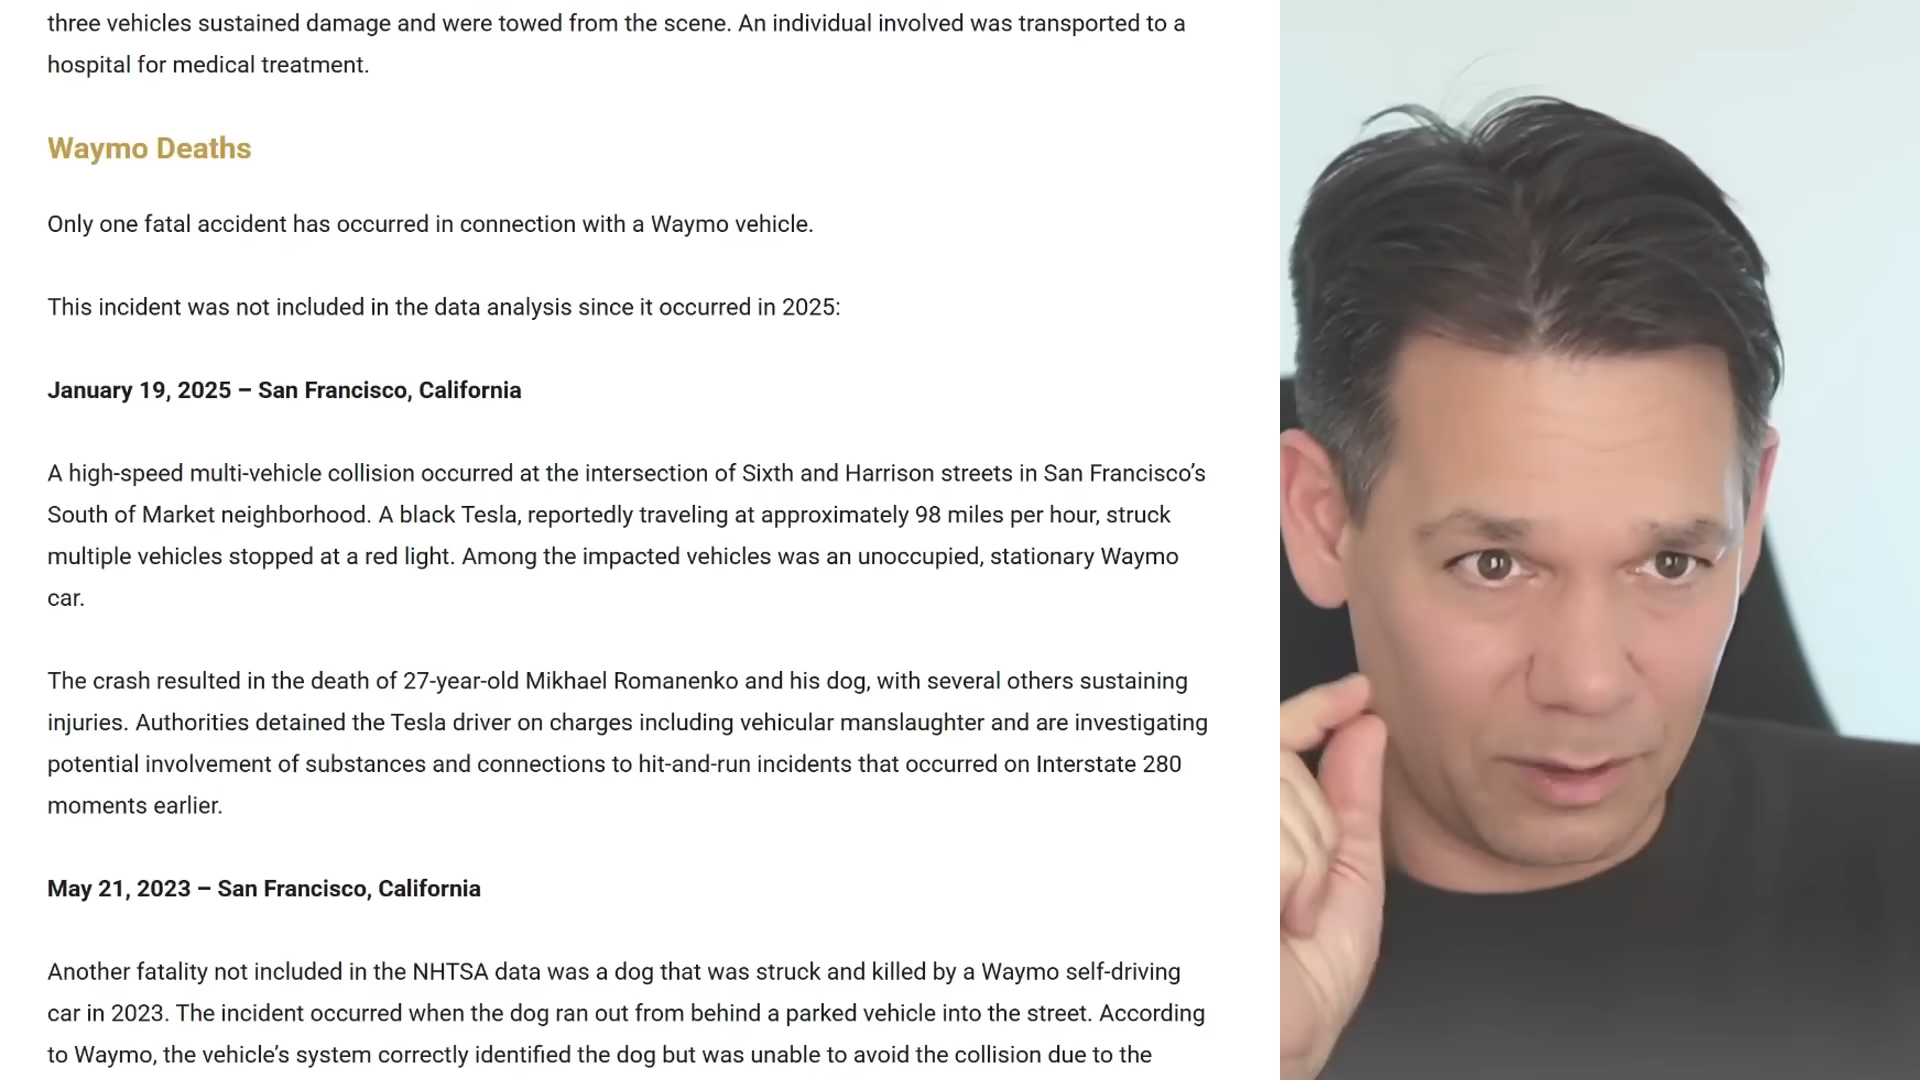 three vehicles sustained damage and were towed from the scene. An individual involved was transported to a
hospital for medical treatment.
Waymo Deaths
Only one fatal accident has occurred in connection with a Waymo vehicle.
This incident was not included in the data analysis since it occurred in 2025:
January 19, 2025 – San Francisco, California
A high-speed multi-vehicle collision occurred at the intersection of Sixth and Harrison streets in San Francisco’s
South of Market neighborhood. A black Tesla, reportedly traveling at approximately 98 miles per hour, struck
multiple vehicles stopped at a red light. Among the impacted vehicles was an unoccupied, stationary Waymo
car.
The crash resulted in the death of 27-year-old Mikhael Romanenko and his dog, with several others sustaining
injuries. Authorities detained the Tesla driver on charges including vehicular manslaughter and are investigating
potential involvement of substances and connections to hit-and-run incidents that occurred on Interstate 280
moments earlier.
May 21, 2023 – San Francisco, California
Another fatality not included in the NHTSA data was a dog that was struck and killed by a Waymo self-driving
car in 2023. The incident occurred when the dog ran out from behind a parked vehicle into the street. According
to Waymo, the vehicle’s system correctly identified the dog but was unable to avoid the collision due to the